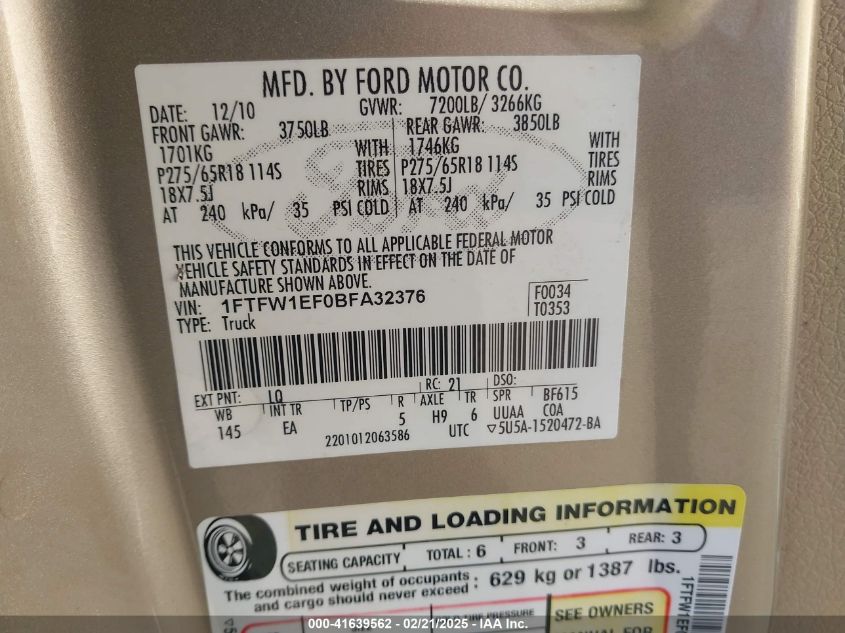 MFD. BY FORD MOTOR CO.
DATE: 12/10 GVWR: 7200LB/ 3266KG
FRONT GAWR: 3750LB REAR GAWR: 3850LB
1701KG WITH 1746KG WITH
P275/65R18 114S TIRES P275/65R18 114S TIRES
18X7.5J RIMS 18X7.5J RIMS
AT 240 kPa/ 35 PSI COLD AT 240 kPa/ 35 PSI COLD
THIS VEHICLE CONFORMS TO ALL APPLICABLE FEDERAL MOTOR
VEHICLE SAFETY STANDARDS IN EFFECT ON THE DATE OF
MANUFACTURE SHOWN ABOVE.
VIN: 1FTFW1EF0BFA32376 F0034
TYPE: Truck T0353
EXT PNT: LQ RC: 21 DSO:
WB INT TR TP/PS R AXLE TR SPR BF615
145 EA 5 H9 6 UUAA COA
2201012063586 UTC ▽5U5A-1520472-BA
TIRE AND LOADING INFORMATION
SEATING CAPACITY TOTAL : 6 FRONT: 3 REAR: 3
The combined weight of occupants : 629 kg or 1387 lbs.
and cargo should never exceed
SEE OWNERS
000-41639562 - 02/21/2025 - IAA Inc.